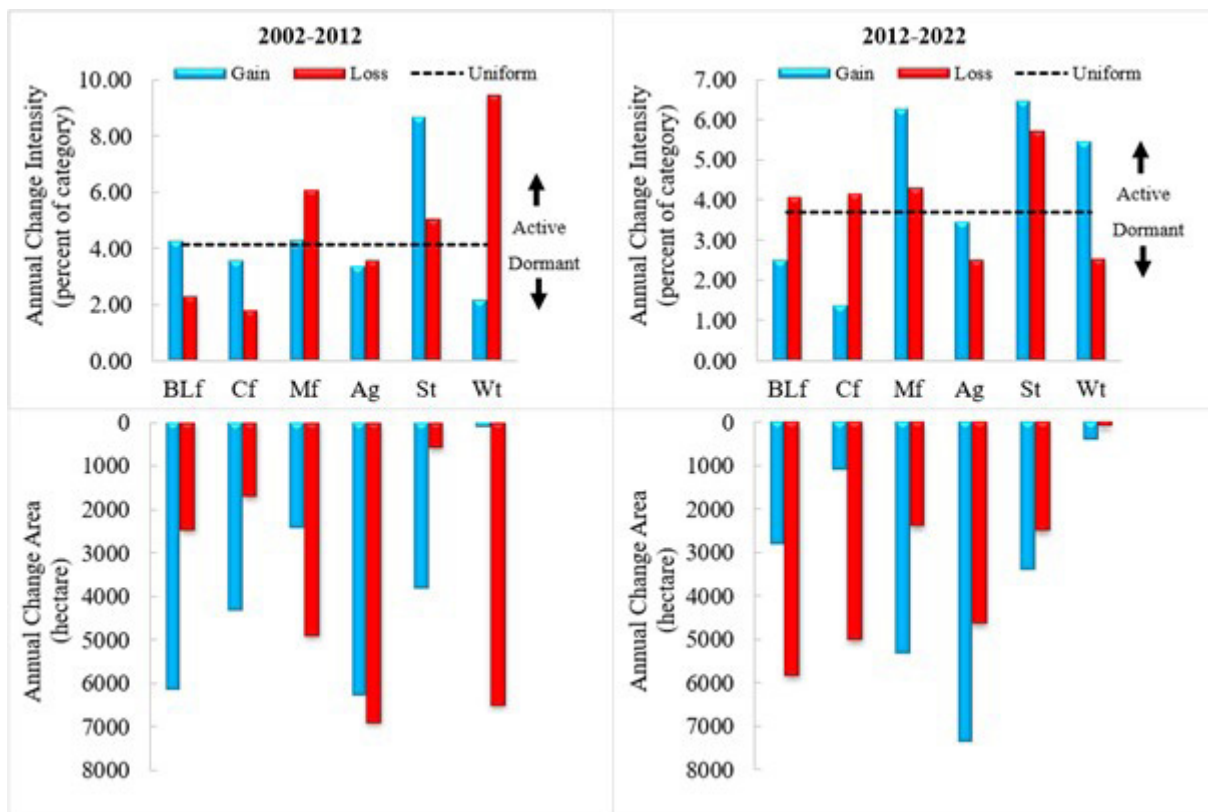 2002-2012
Gain Loss Uniform
Annual Change Intensity
(percent of category)
10.00
8.00
6.00
4.00
2.00
0.00
Active
Dormant
BLf Cf Mf Ag St Wt
2012-2022
Gain Loss Uniform
Annual Change Intensity
(percent of category)
7.00
6.00
5.00
4.00
3.00
2.00
1.00
0.00
Active
Dormant
BLf Cf Mf Ag St Wt
Annual Change Area
(hectare)
0
1000
2000
3000
4000
5000
6000
7000
8000
Annual Change Area
(hectare)
0
1000
2000
3000
4000
5000
6000
7000
8000